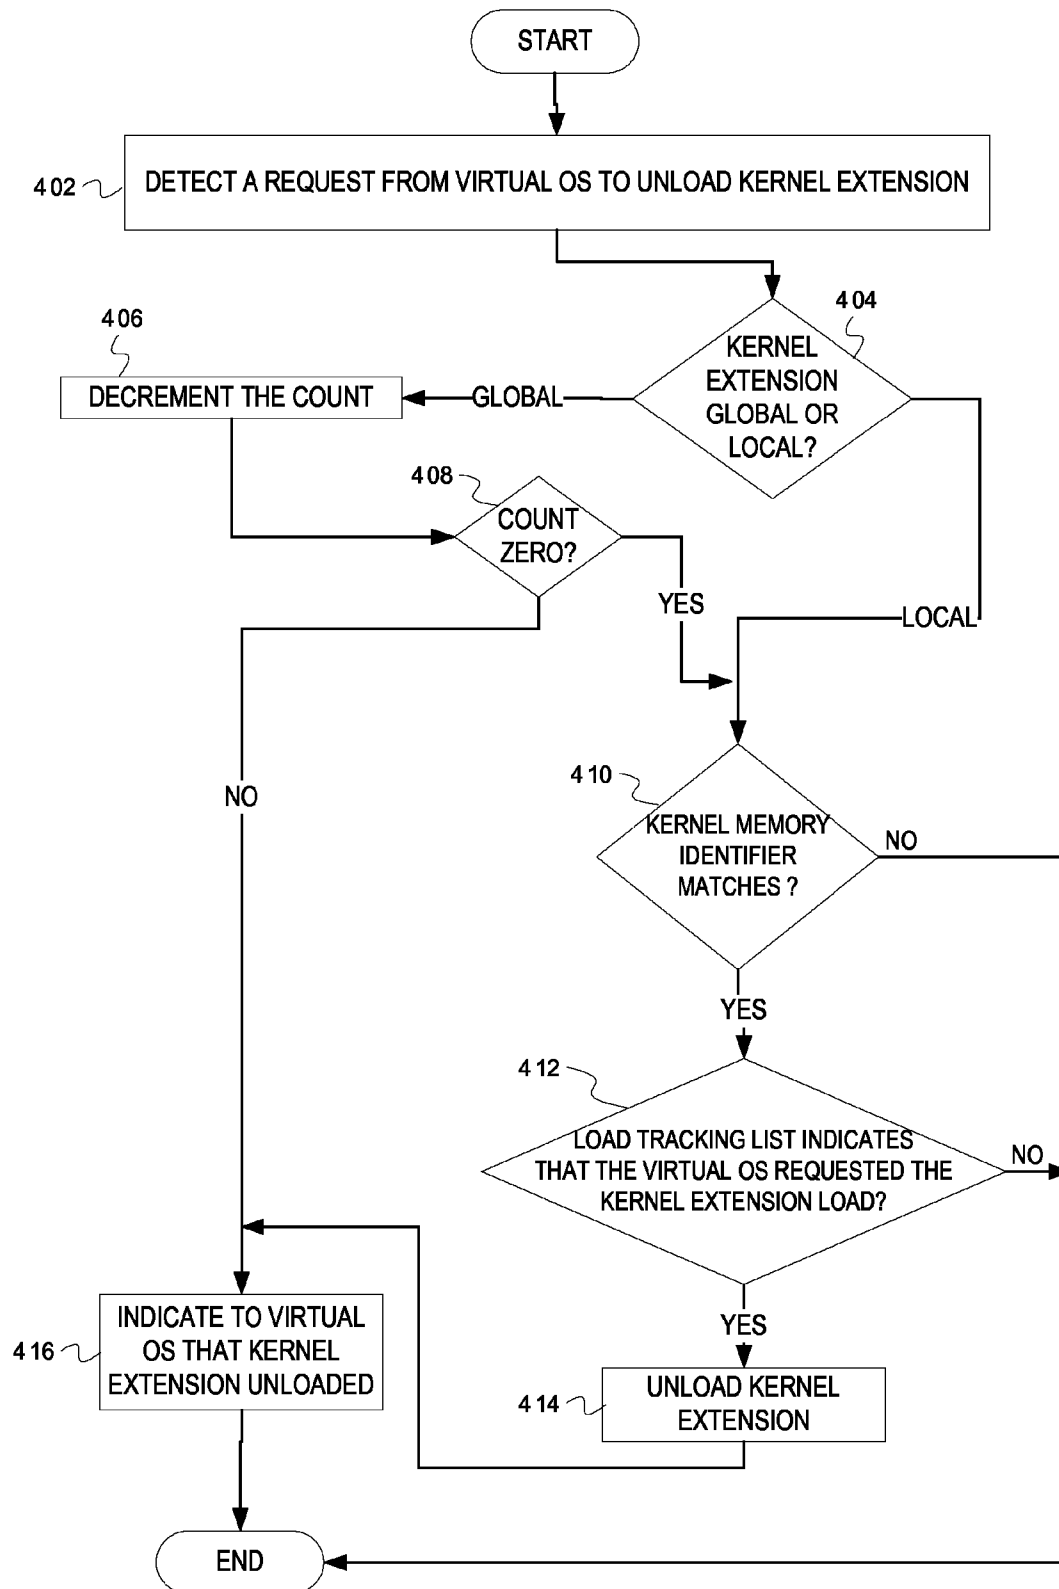 START
402
DETECT A REQUEST FROM VIRTUAL OS TO UNLOAD KERNEL EXTENSION
404
KERNEL
EXTENSION
GLOBAL OR
LOCAL?
406
DECREMENT THE COUNT
GLOBAL
408
COUNT
ZERO?
YES
LOCAL
NO
410
KERNEL MEMORY
IDENTIFIER
MATCHES ?
NO
YES
412
LOAD TRACKING LIST INDICATES
THAT THE VIRTUAL OS REQUESTED THE
KERNEL EXTENSION LOAD?
NO
YES
414
UNLOAD KERNEL
EXTENSION
416
INDICATE TO VIRTUAL
OS THAT KERNEL
EXTENSION UNLOADED
END